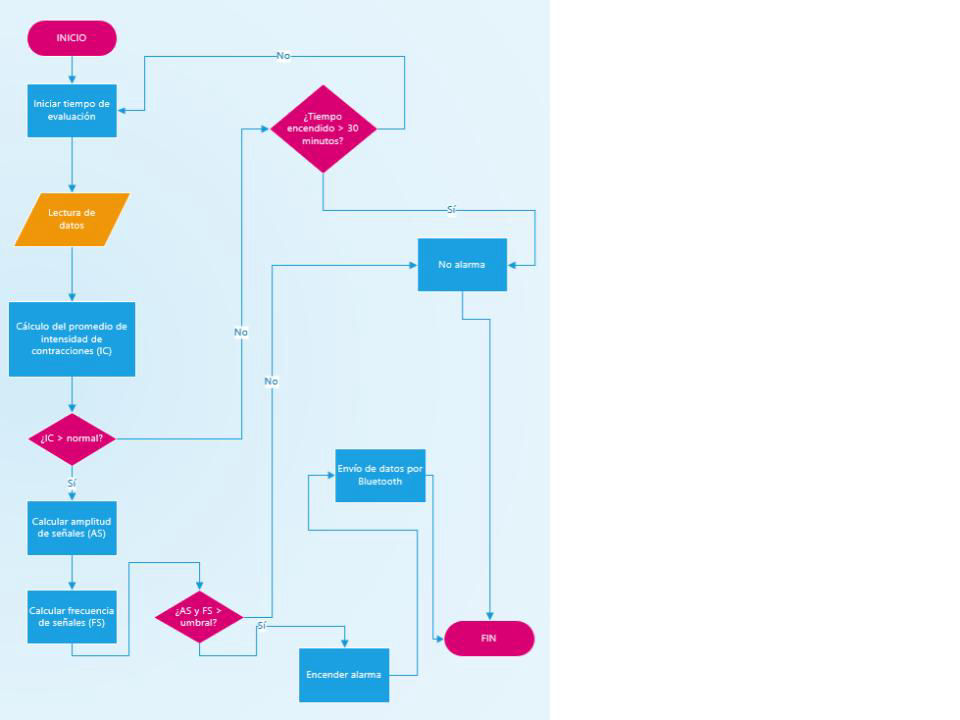 INICIO
No
Iniciar tiempo de
evaluación
¿Tiempo
encendido > 30
minutos?
Lectura de
datos
Sí
No alarma
Cálculo del promedio de
intensidad de
contracciones (IC)
No
No
¿IC > normal?
Sí
Envío de datos por
Bluetooth
Calcular amplitud
de señales (AS)
Calcular frecuencia
de señales (FS)
¿AS y FS >
umbral?
Sí
FIN
Encender alarma